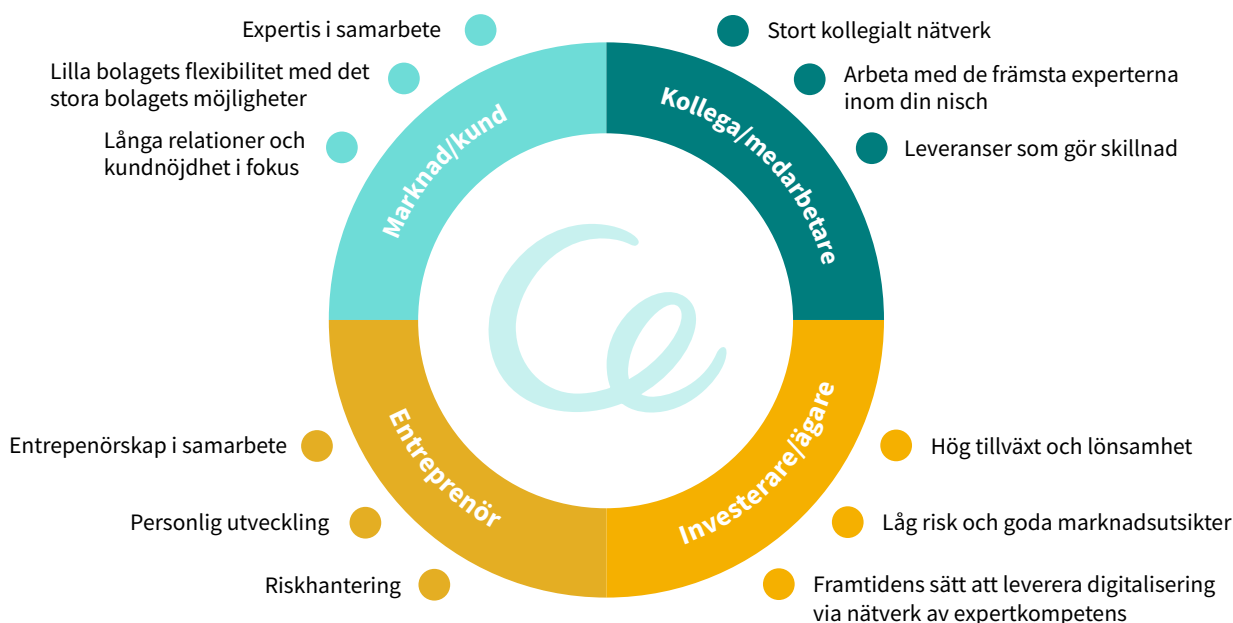 Expertis i samarbete
Lilla bolagets flexibilitet med det
stora bolagets möjligheter
Långa relationer och
kundnöjdhet i fokus
Marknad/kund
Stort kollegialt nätverk
Arbeta med de främsta experterna
inom din nisch
Leveranser som gör skillnad
Kollega/medarbetare
Ce
Entrepenörskap i samarbete
Personlig utveckling
Riskhantering
Entreprenör
Hög tillväxt och lönsamhet
Låg risk och goda marknadsutsikter
Framtidens sätt att leverera digitalisering
via nätverk av expertkompetens
Investerare/ägare